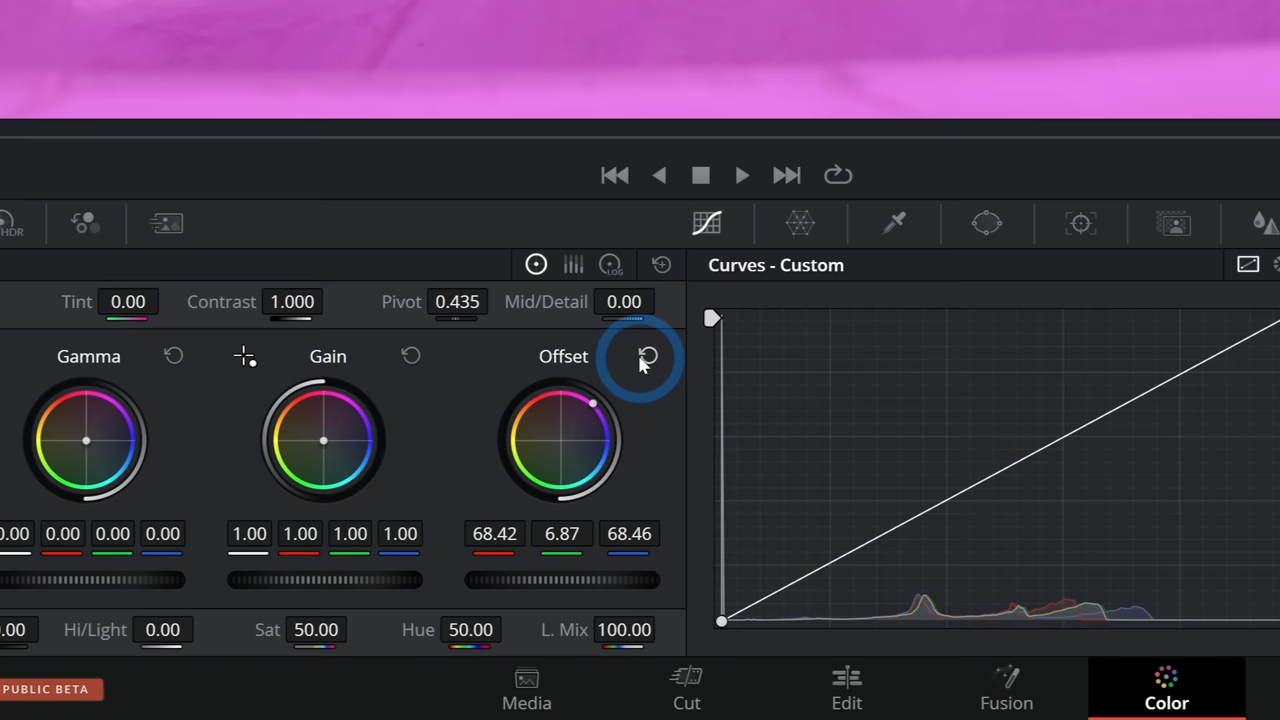 HDR
LOG
Curves - Custom
Tint 0.00 Contrast 1.000 Pivot 0.435 Mid/Detail 0.00
Gamma Gain Offset
0.00 0.00 0.00 1.00 1.00 1.00 1.00 68.42 6.87 68.46
Hi/Light 0.00 Sat 50.00 Hue 50.00 L. Mix 100.00
PUBLIC BETA
Media Cut Edit Fusion Color